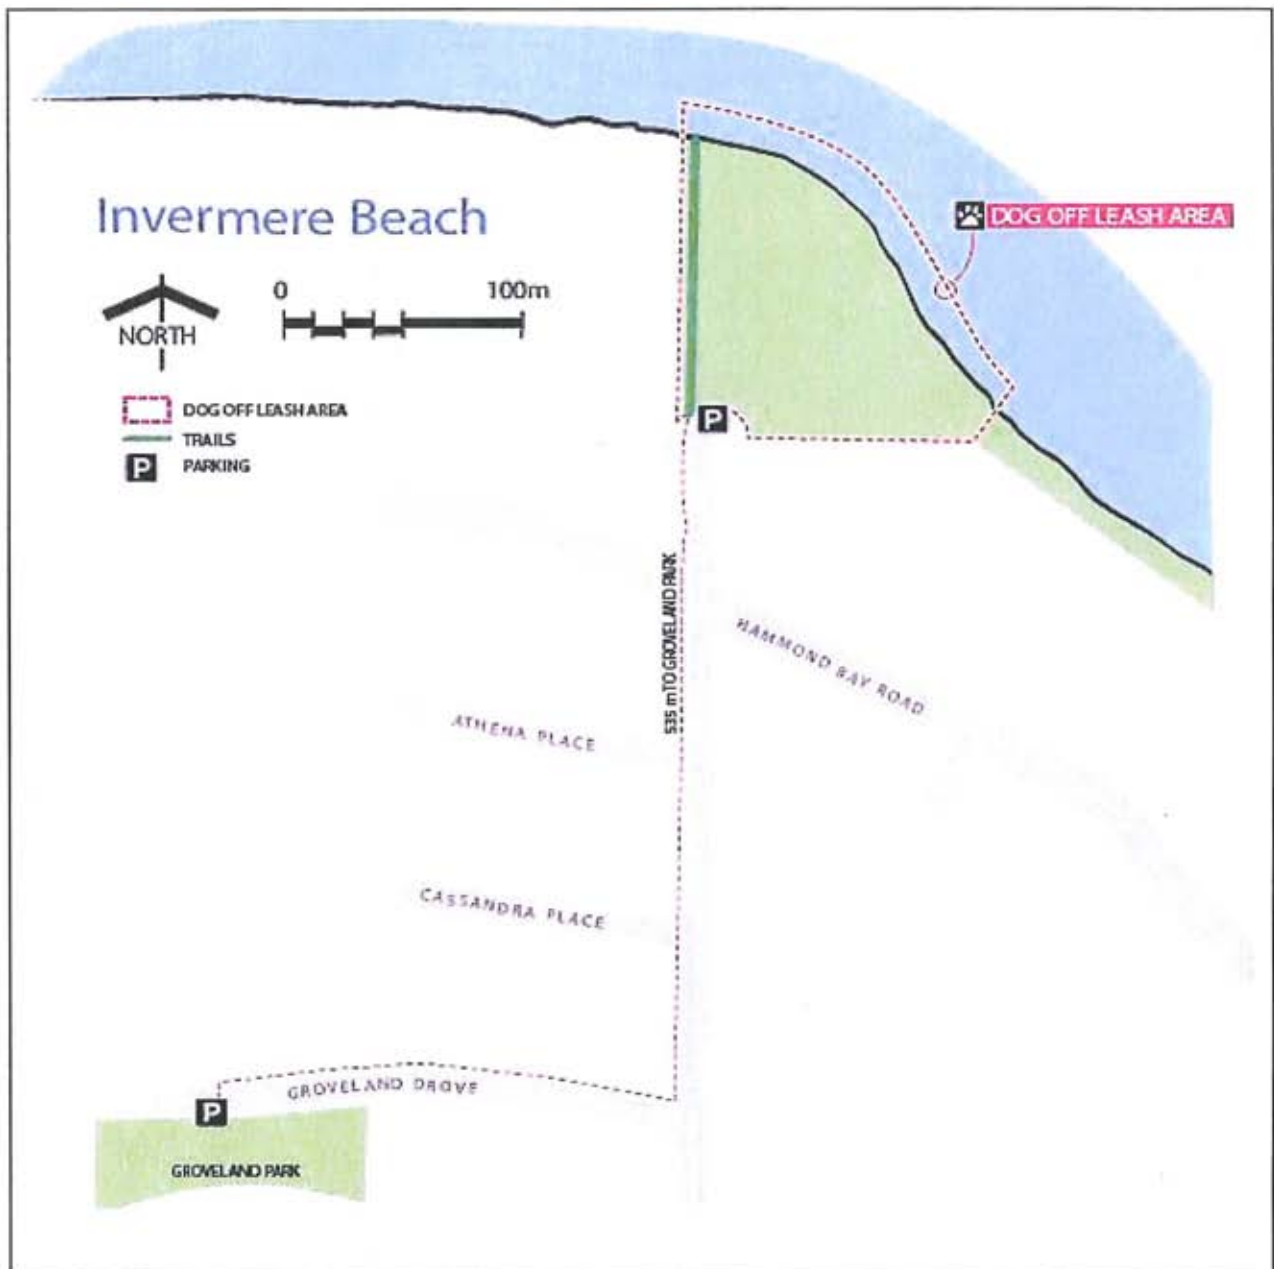 Invermere Beach
DOG OFF LEASH AREA
0 100m
NORTH
DOG OFF LEASH AREA
TRAILS
P PARKING
P
535 m TO GROVELAND PARK
HAMMOND BAY ROAD
ATHENA PLACE
CASSANDRA PLACE
GROVELAND DROVE
P
GROVELAND PARK